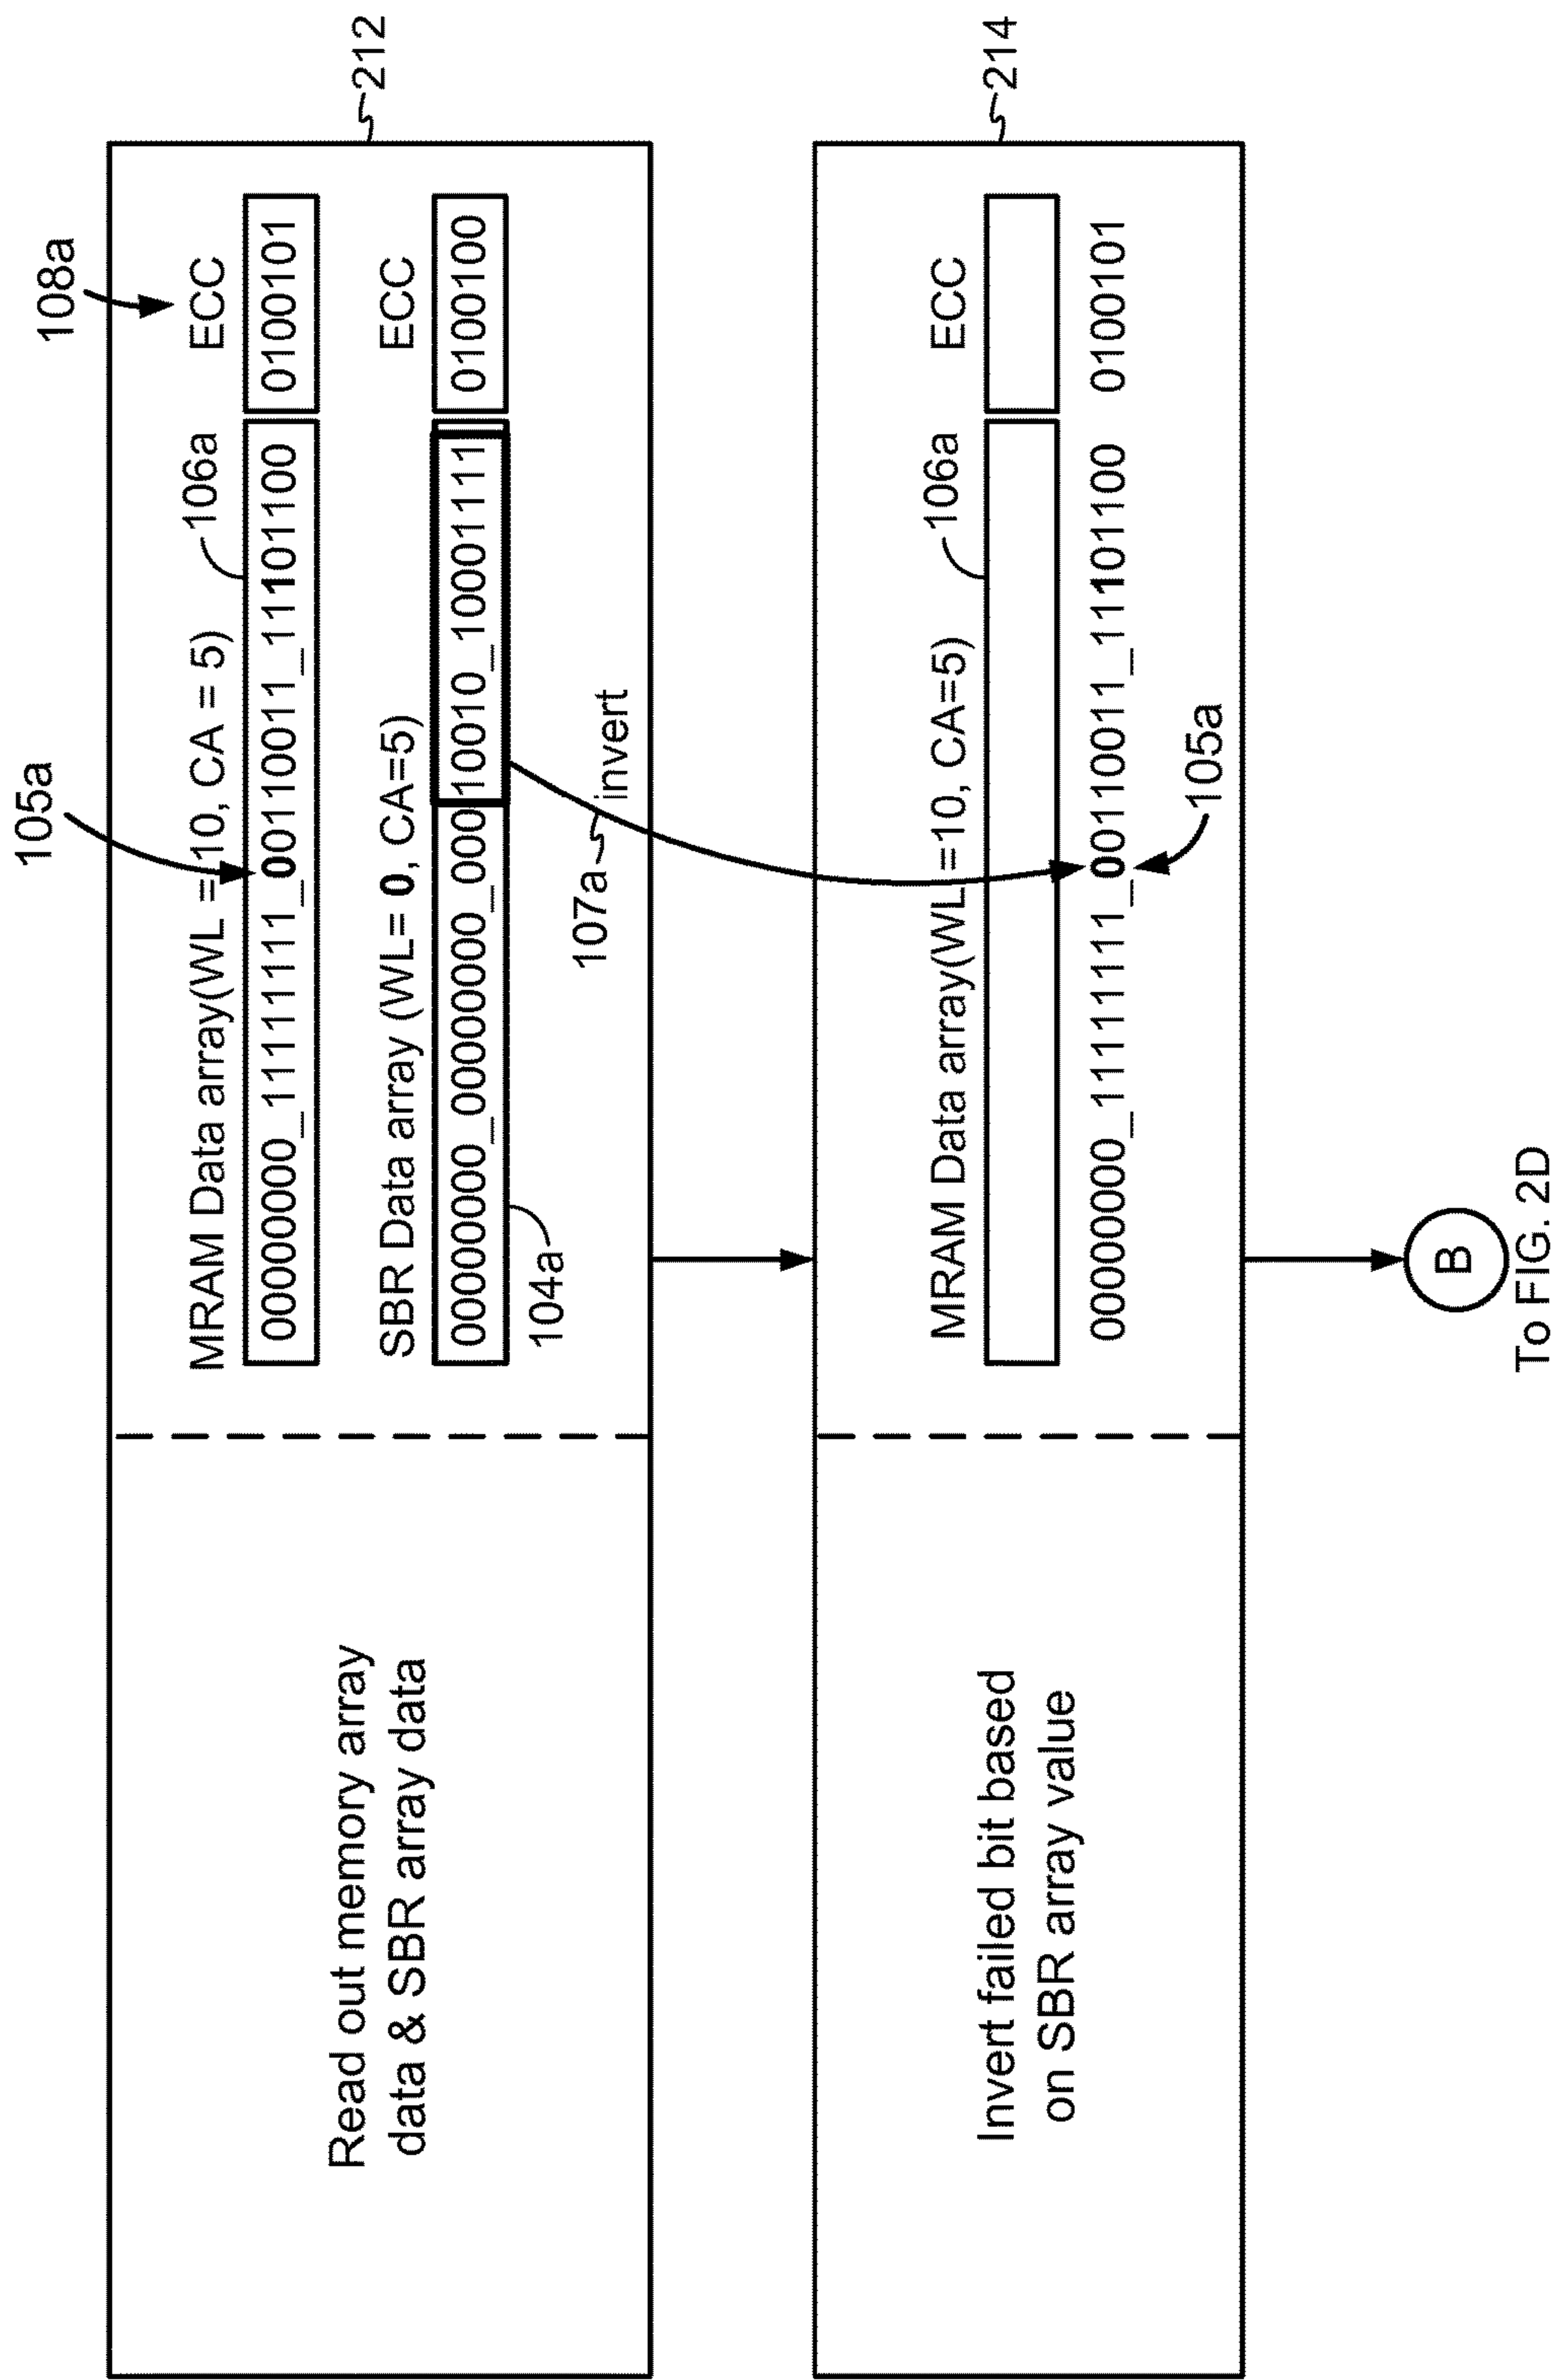 105a
108a
106a
MRAM Data array(WL =10, CA = 5) ECC
00000000_11111111_00110011_11101100 0100101
Read out memory array
data & SBR array data
SBR Data array (WL= 0, CA=5) ECC
00000000_00000000_00010010_10001111 0100100
212
104a
107a
invert
106a
MRAM Data array(WL =10, CA=5) ECC
Invert failed bit based
on SBR array value
00000000_11111111_00110011_11101100 0100101
214
105a
B
To FIG. 2D